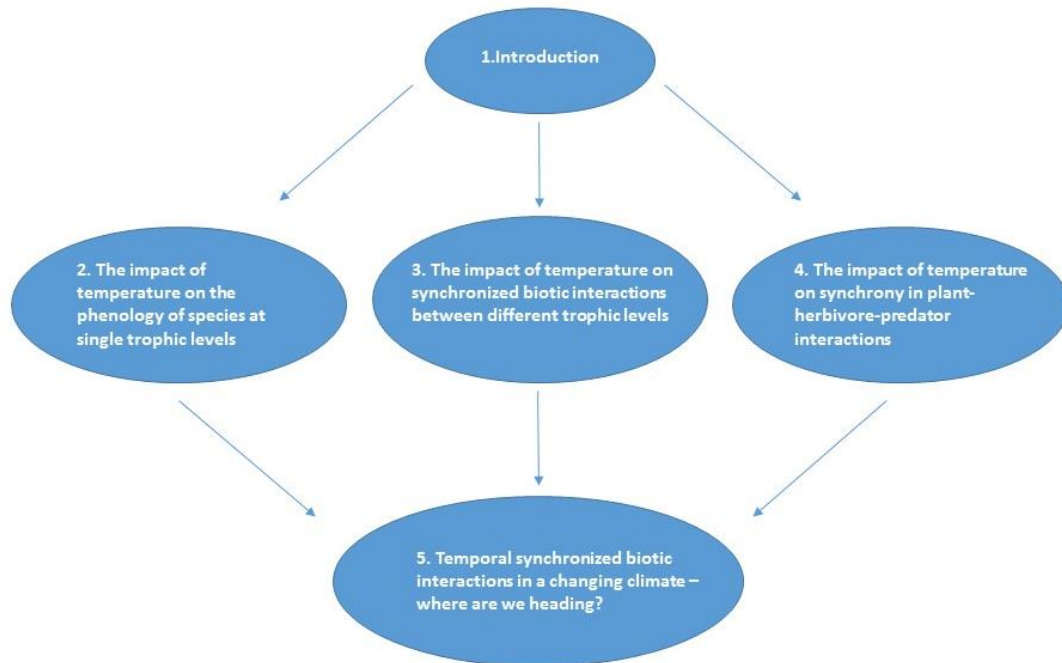 1.Introduction
2. The impact of
temperature on the
phenology of species at
single trophic levels
3. The impact of temperature on
synchronized biotic interactions
between different trophic levels
4. The impact of temperature
on synchrony in plant-
herbivore-predator
interactions
5. Temporal synchronized biotic
interactions in a changing climate –
where are we heading?